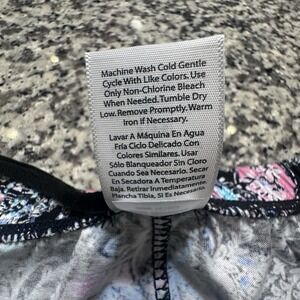 Machine Wash Cold Gentle
Cycle With Like Colors. Use
Only Non-Chlorine Bleach
When Needed. Tumble Dry
Low. Remove Promptly. Warm
Iron if Necessary.
Lavar A Máquina En Agua
Fría Ciclo Delicado Con
Colores Similares. Usar
Sólo Blanqueador Sin Cloro
Cuando Sea Necesario. Secar
En Secadora A Temperatura
Baja. Retirar Inmediatamente.
Plancha Tibia, Si Es Necesario.